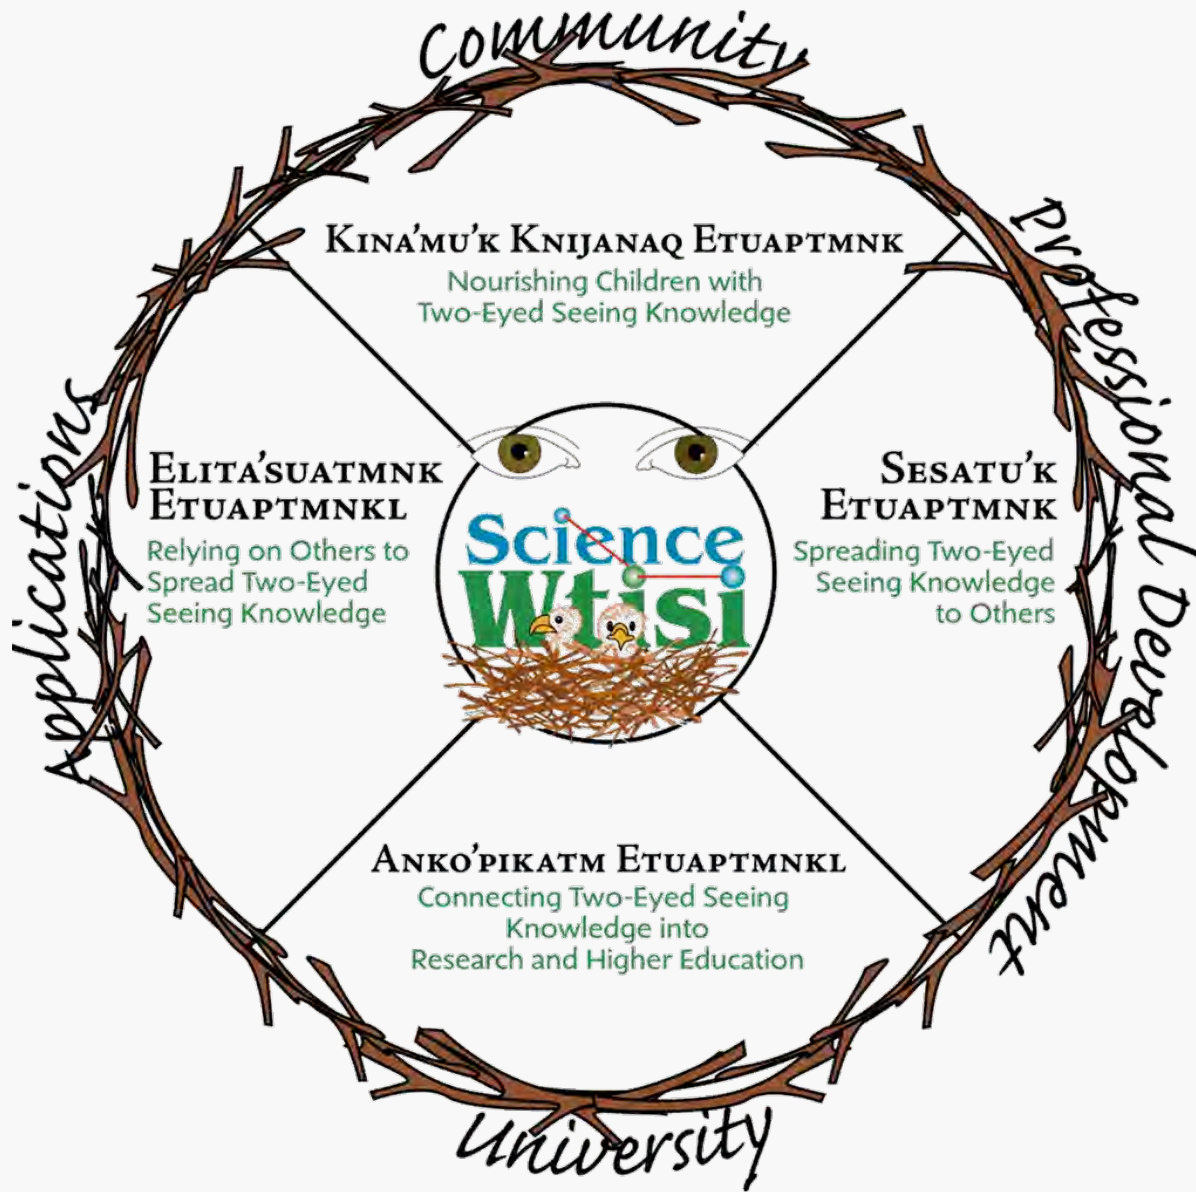 Community
KINA'MU'K KNIJANAQ ETUAPTMNK
Nourishing Children with
Two-Eyed Seeing Knowledge
Professional Development
SESATU'K
ETUAPTMNK
Spreading Two-Eyed
Seeing Knowledge
to Others
Applications
ELITA'SUATMNK
ETUAPTMNKL
Relying on Others to
Spread Two-Eyed
Seeing Knowledge
Science
Wtisi
ANKO'PIKATM ETUAPTMNKL
Connecting Two-Eyed Seeing
Knowledge into
Research and Higher Education
University